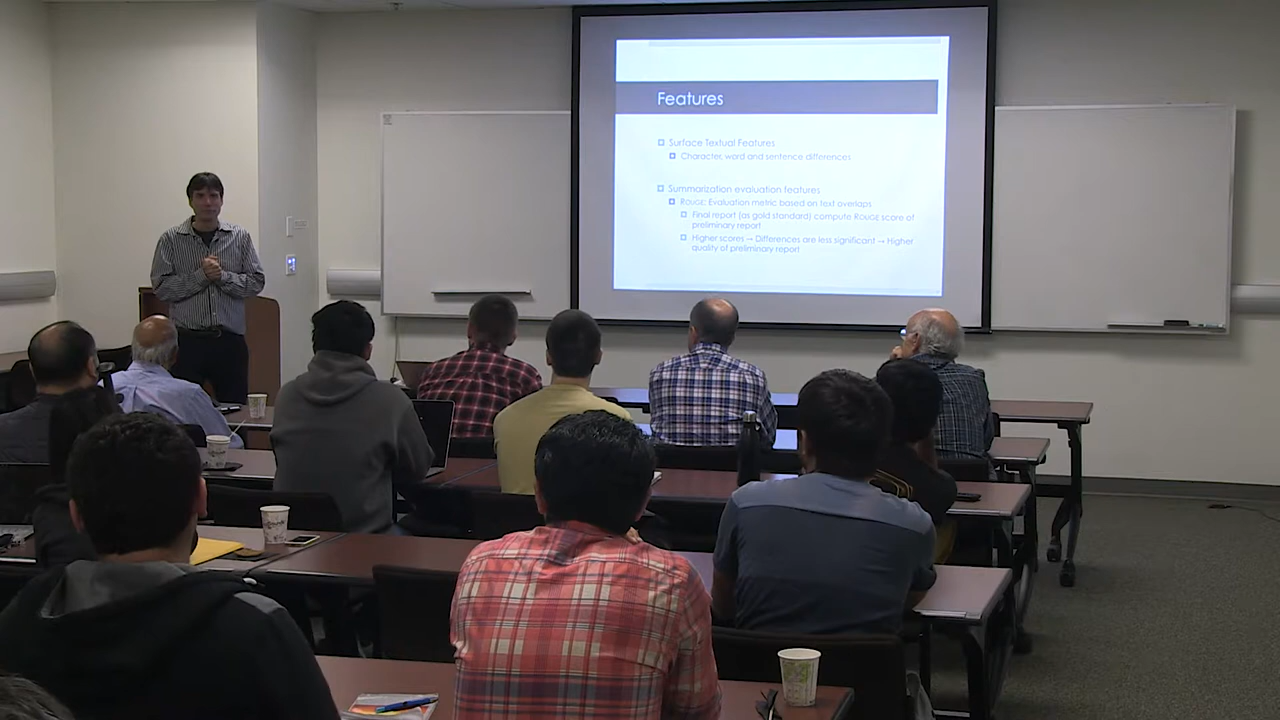 Features
Surface Textual Features
Character, word and sentence differences
Summarization evaluation features
ROUGE: Evaluation metric based on text overlaps
Final report (as gold standard) compute ROUGE score of
preliminary report
Higher scores → Differences are less significant → Higher
quality of preliminary report